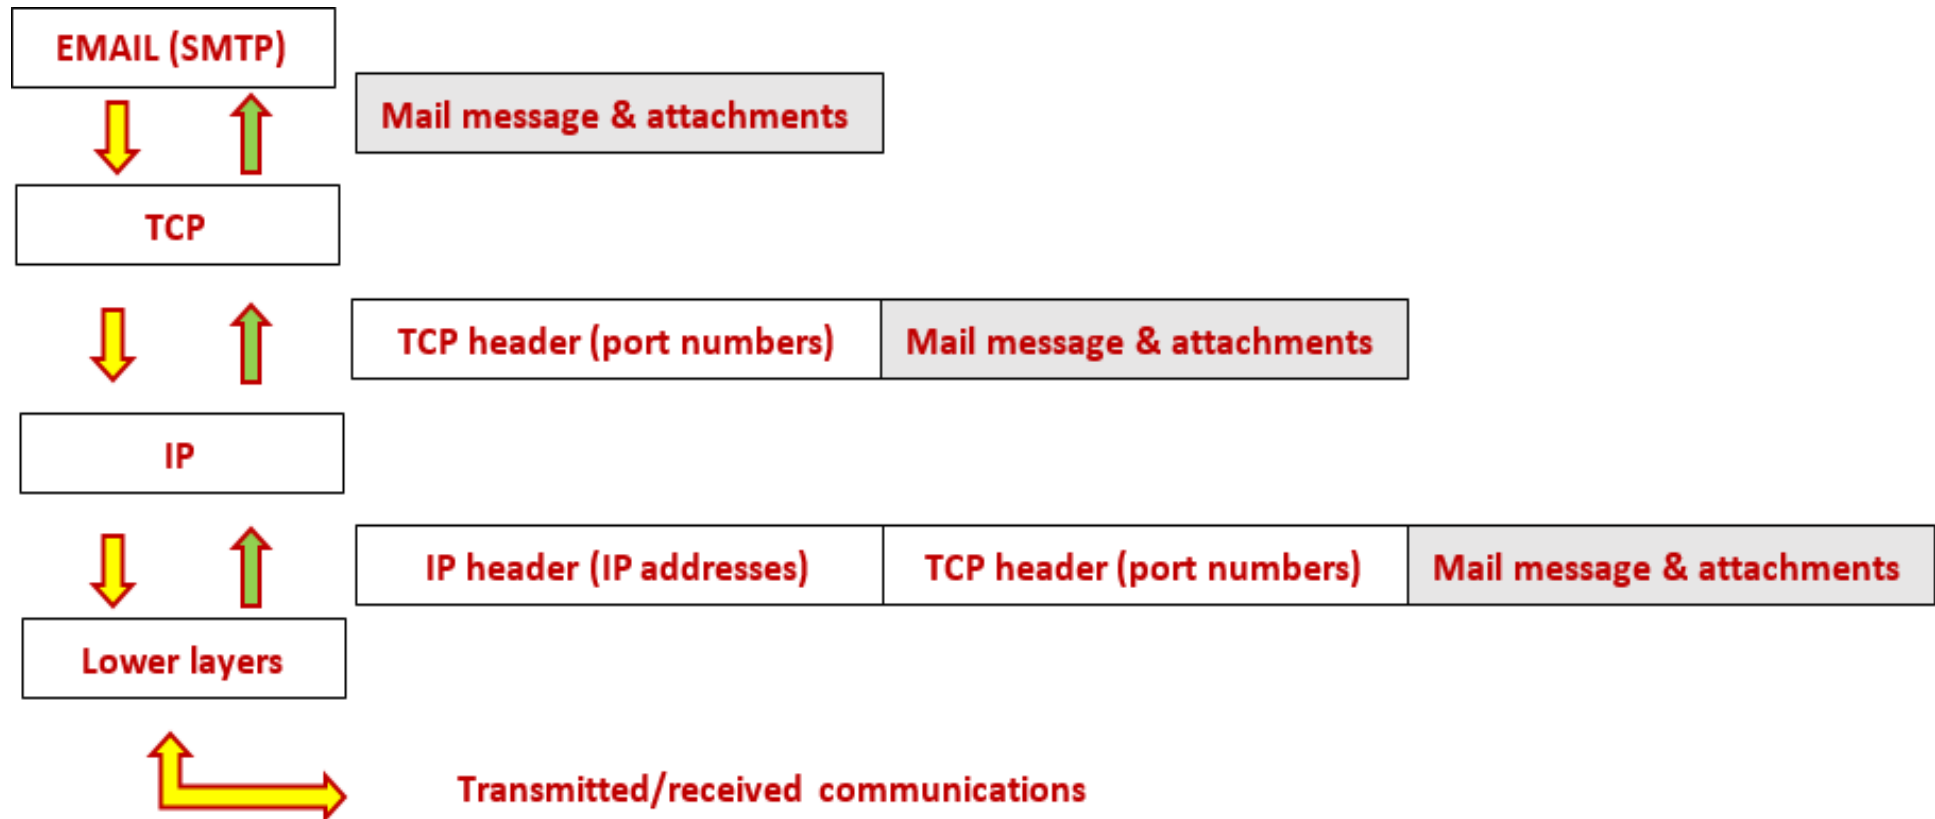 EMAIL (SMTP)
Mail message & attachments
TCP
TCP header (port numbers) Mail message & attachments
IP
IP header (IP addresses) TCP header (port numbers) Mail message & attachments
Lower layers
Transmitted/received communications